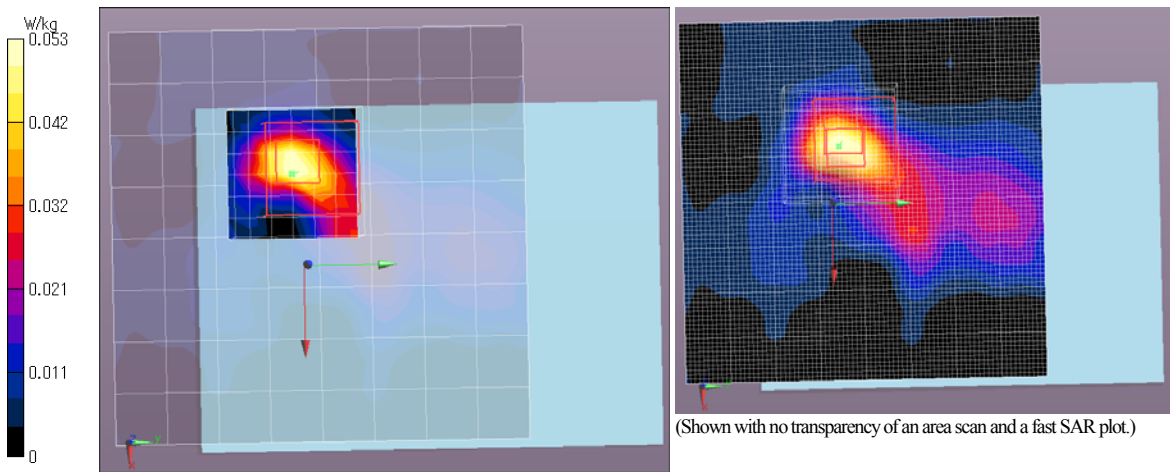 W/kg
0.053
0.042
0.032
0.021
0.011
0
y
x
x
(Shown with no transparency of an area scan and a fast SAR plot.)